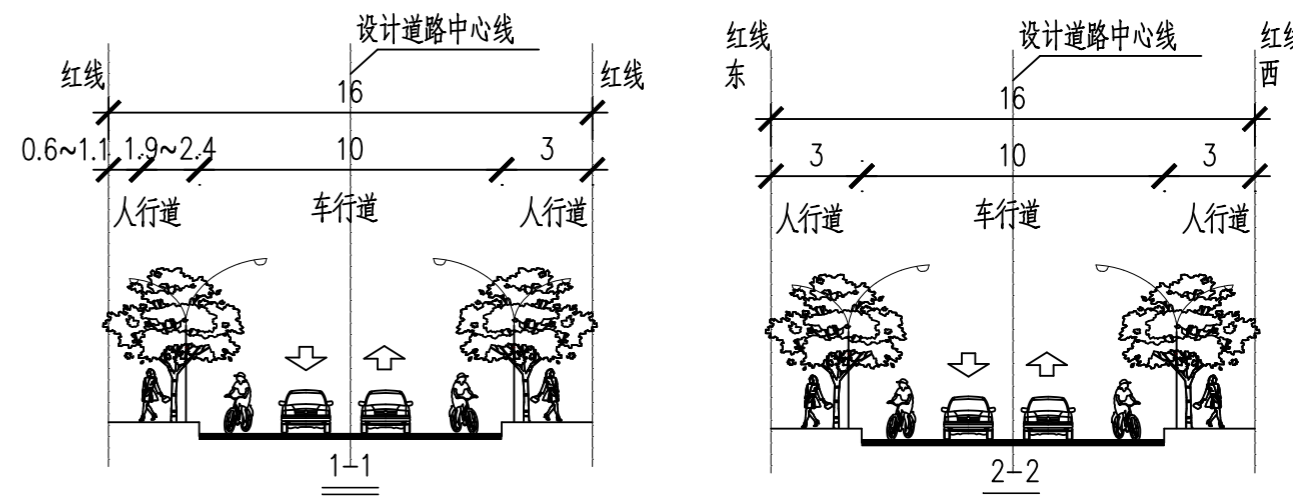 设计道路中心线
红线
红线
16
0.6~1.1
1.9~2.4
10
3
人行道
车行道
人行道
1-1
设计道路中心线
红线
东
红线
西
16
3
10
3
人行道
车行道
人行道
2-2